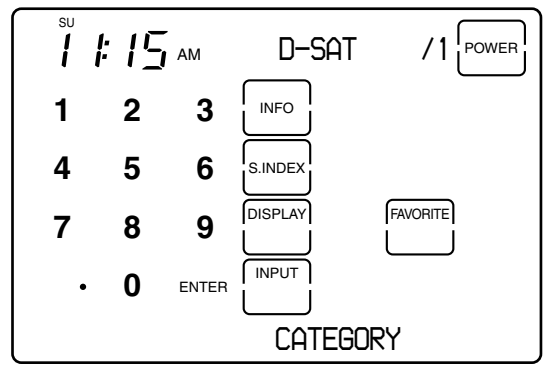 SU
11:15 AM D-SAT /1 POWER
1 2 3 INFO
4 5 6 S.INDEX
7 8 9 DISPLAY FAVORITE
· 0 ENTER INPUT
CATEGORY